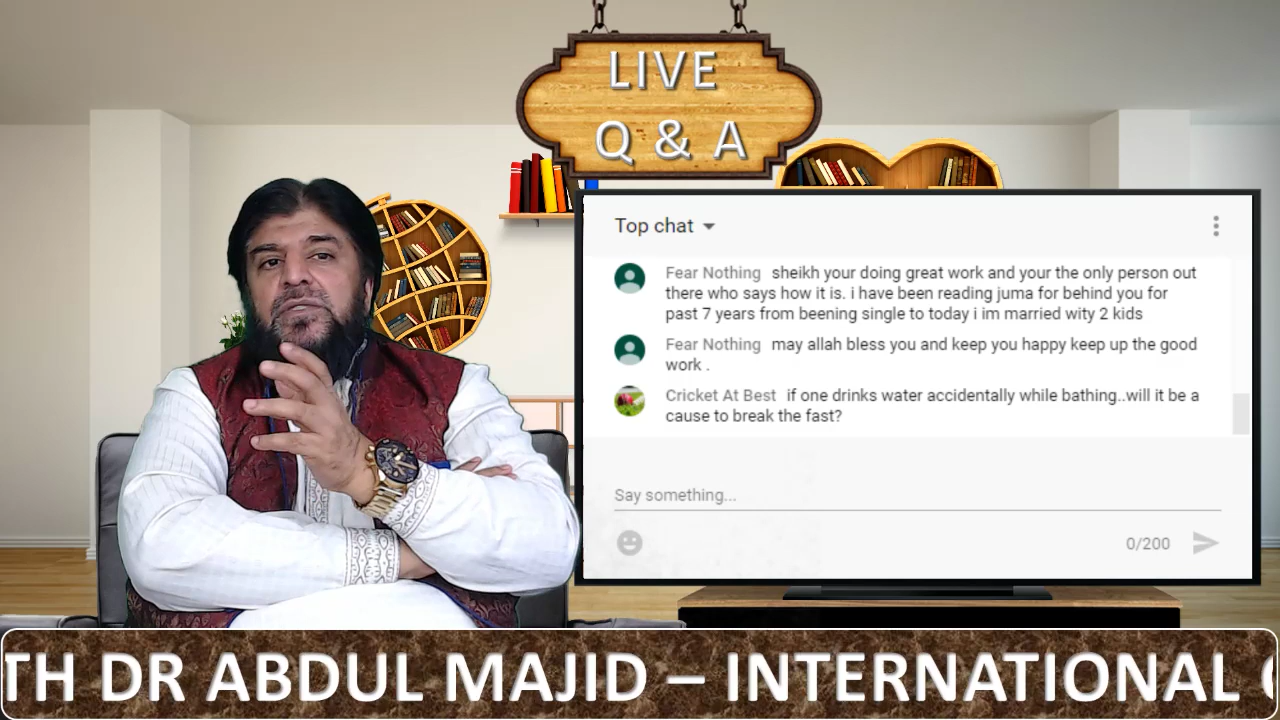 LIVE
Q & A
Top chat
Fear Nothing sheikh your doing great work and your the only person out
there who says how it is. i have been reading juma for behind you for
past 7 years from beening single to today i im married wity 2 kids
Fear Nothing may allah bless you and keep you happy keep up the good
work .
Cricket At Best if one drinks water accidentally while bathing..will it be a
cause to break the fast?
Say something...
0/200
TH DR ABDUL MAJID – INTERNATIONAL